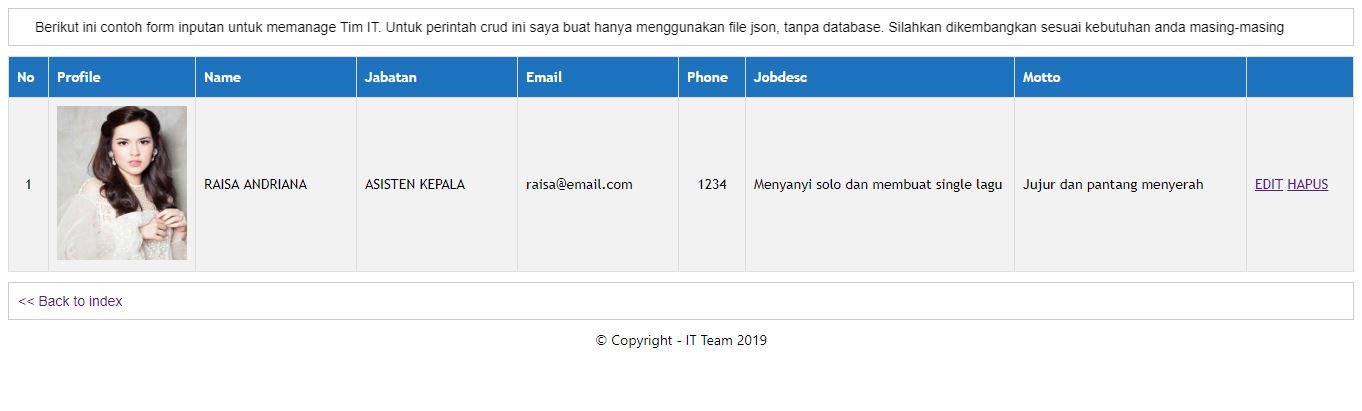 Berikut ini contoh form inputan untuk memanage Tim IT. Untuk perintah crud ini saya buat hanya menggunakan file json, tanpa database. Silahkan dikembangkan sesuai kebutuhan anda masing-masing
No Profile Name Jabatan Email Phone Jobdesc Motto
1 RAISA ANDRIANA ASISTEN KEPALA raisa@email.com 1234 Menyanyi solo dan membuat single lagu Jujur dan pantang menyerah EDIT HAPUS
<< Back to index
© Copyright - IT Team 2019